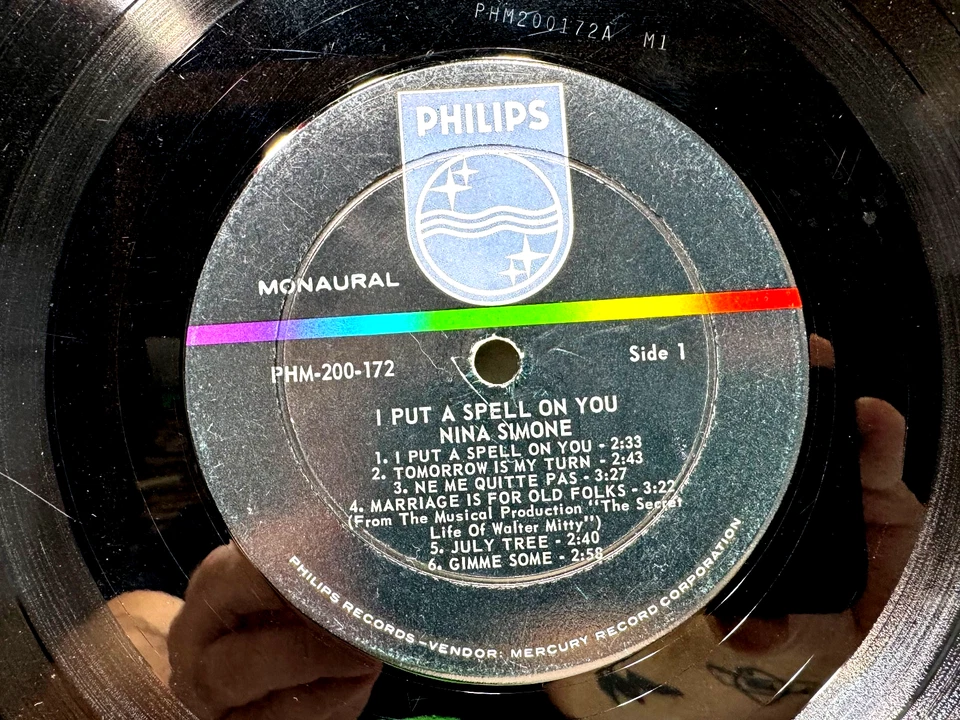 PHM200172A M1
PHILIPS
MONAURAL
PHM-200-172
Side 1
I PUT A SPELL ON YOU
NINA SIMONE
1. I PUT A SPELL ON YOU - 2:33
2. TOMORROW IS MY TURN - 2:43
3. NE ME QUITTE PAS - 3:27
4. MARRIAGE IS FOR OLD FOLKS - 3:22
(From The Musical Production "The Secret
Life Of Walter Mitty")
5. JULY TREE - 2:40
6. GIMME SOME - 2:58
PHILIPS RECORDS—VENDOR: MERCURY RECORD CORPORATION